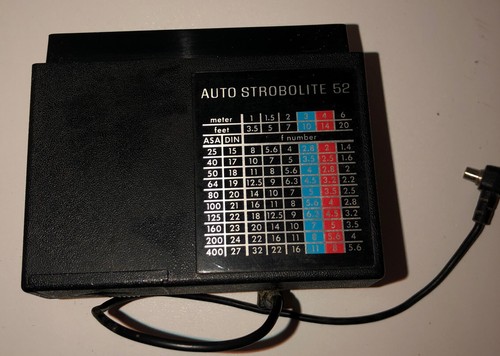 AUTO STROBOLITE 52
meter 1 1.5 2 3 4 6
feet 3.5 5 7 10 14 20
ASA DIN f number
25 15 8 5.6 4 2.8 2 1.4
40 17 10 7 5 3.5 2.5 1.6
50 18 11 8 5.6 4 2.8 2
64 19 12.5 9 6.3 4.5 3.2 2.2
80 20 14 10 7 5 3.5 2.5
100 21 16 11 8 5.6 4 2.8
125 22 18 12.5 9 6.3 4.5 3.2
160 23 20 14 10 7 5 3.5
200 24 22 16 11 8 5.6 4
400 27 32 22 16 11 8 5.6